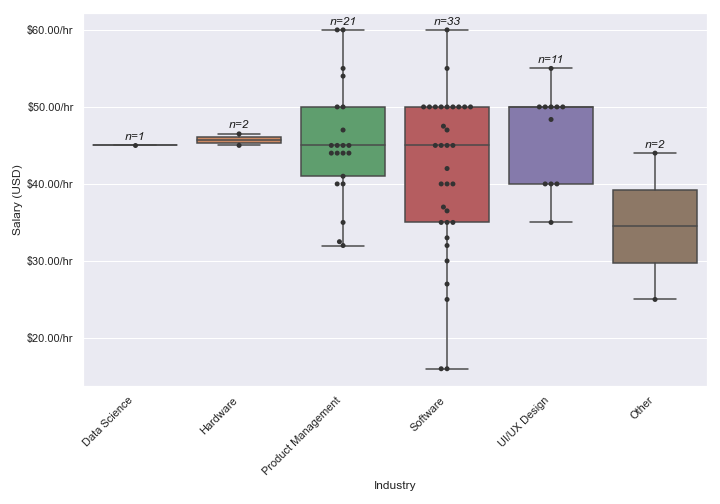 n=21
n=33
$60.00/hr
n=11
$50.00/hr
n=2
n=1
n=2
$40.00/hr
$30.00/hr
$20.00/hr
Salary (USD)
Data Science
Hardware
Product Management
Software
UI/UX Design
Other
Industry